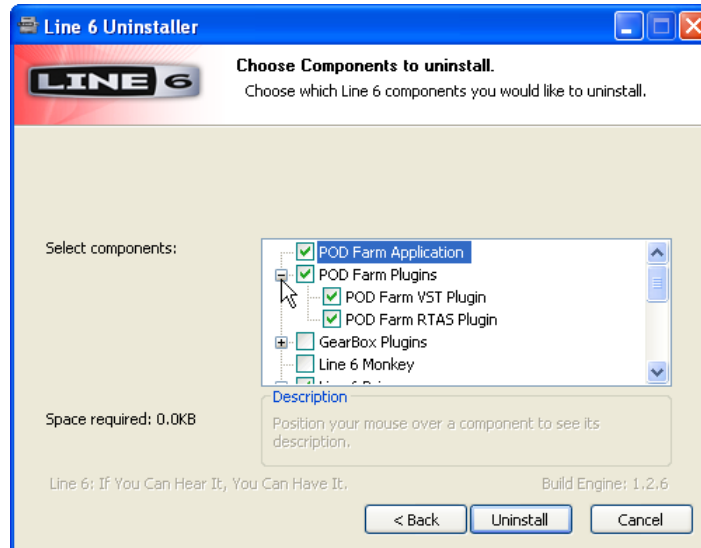 Line 6 Uninstaller
LINE 6
Choose Components to uninstall.
Choose which Line 6 components you would like to uninstall.
Select components:
POD Farm Application
POD Farm Plugins
POD Farm VST Plugin
POD Farm RTAS Plugin
GearBox Plugins
Line 6 Monkey
Line 6
Space required: 0.0KB
Description
Position your mouse over a component to see its
description.
Line 6: If You Can Hear It, You Can Have It.
Build Engine: 1.2.6
< Back
Uninstall
Cancel